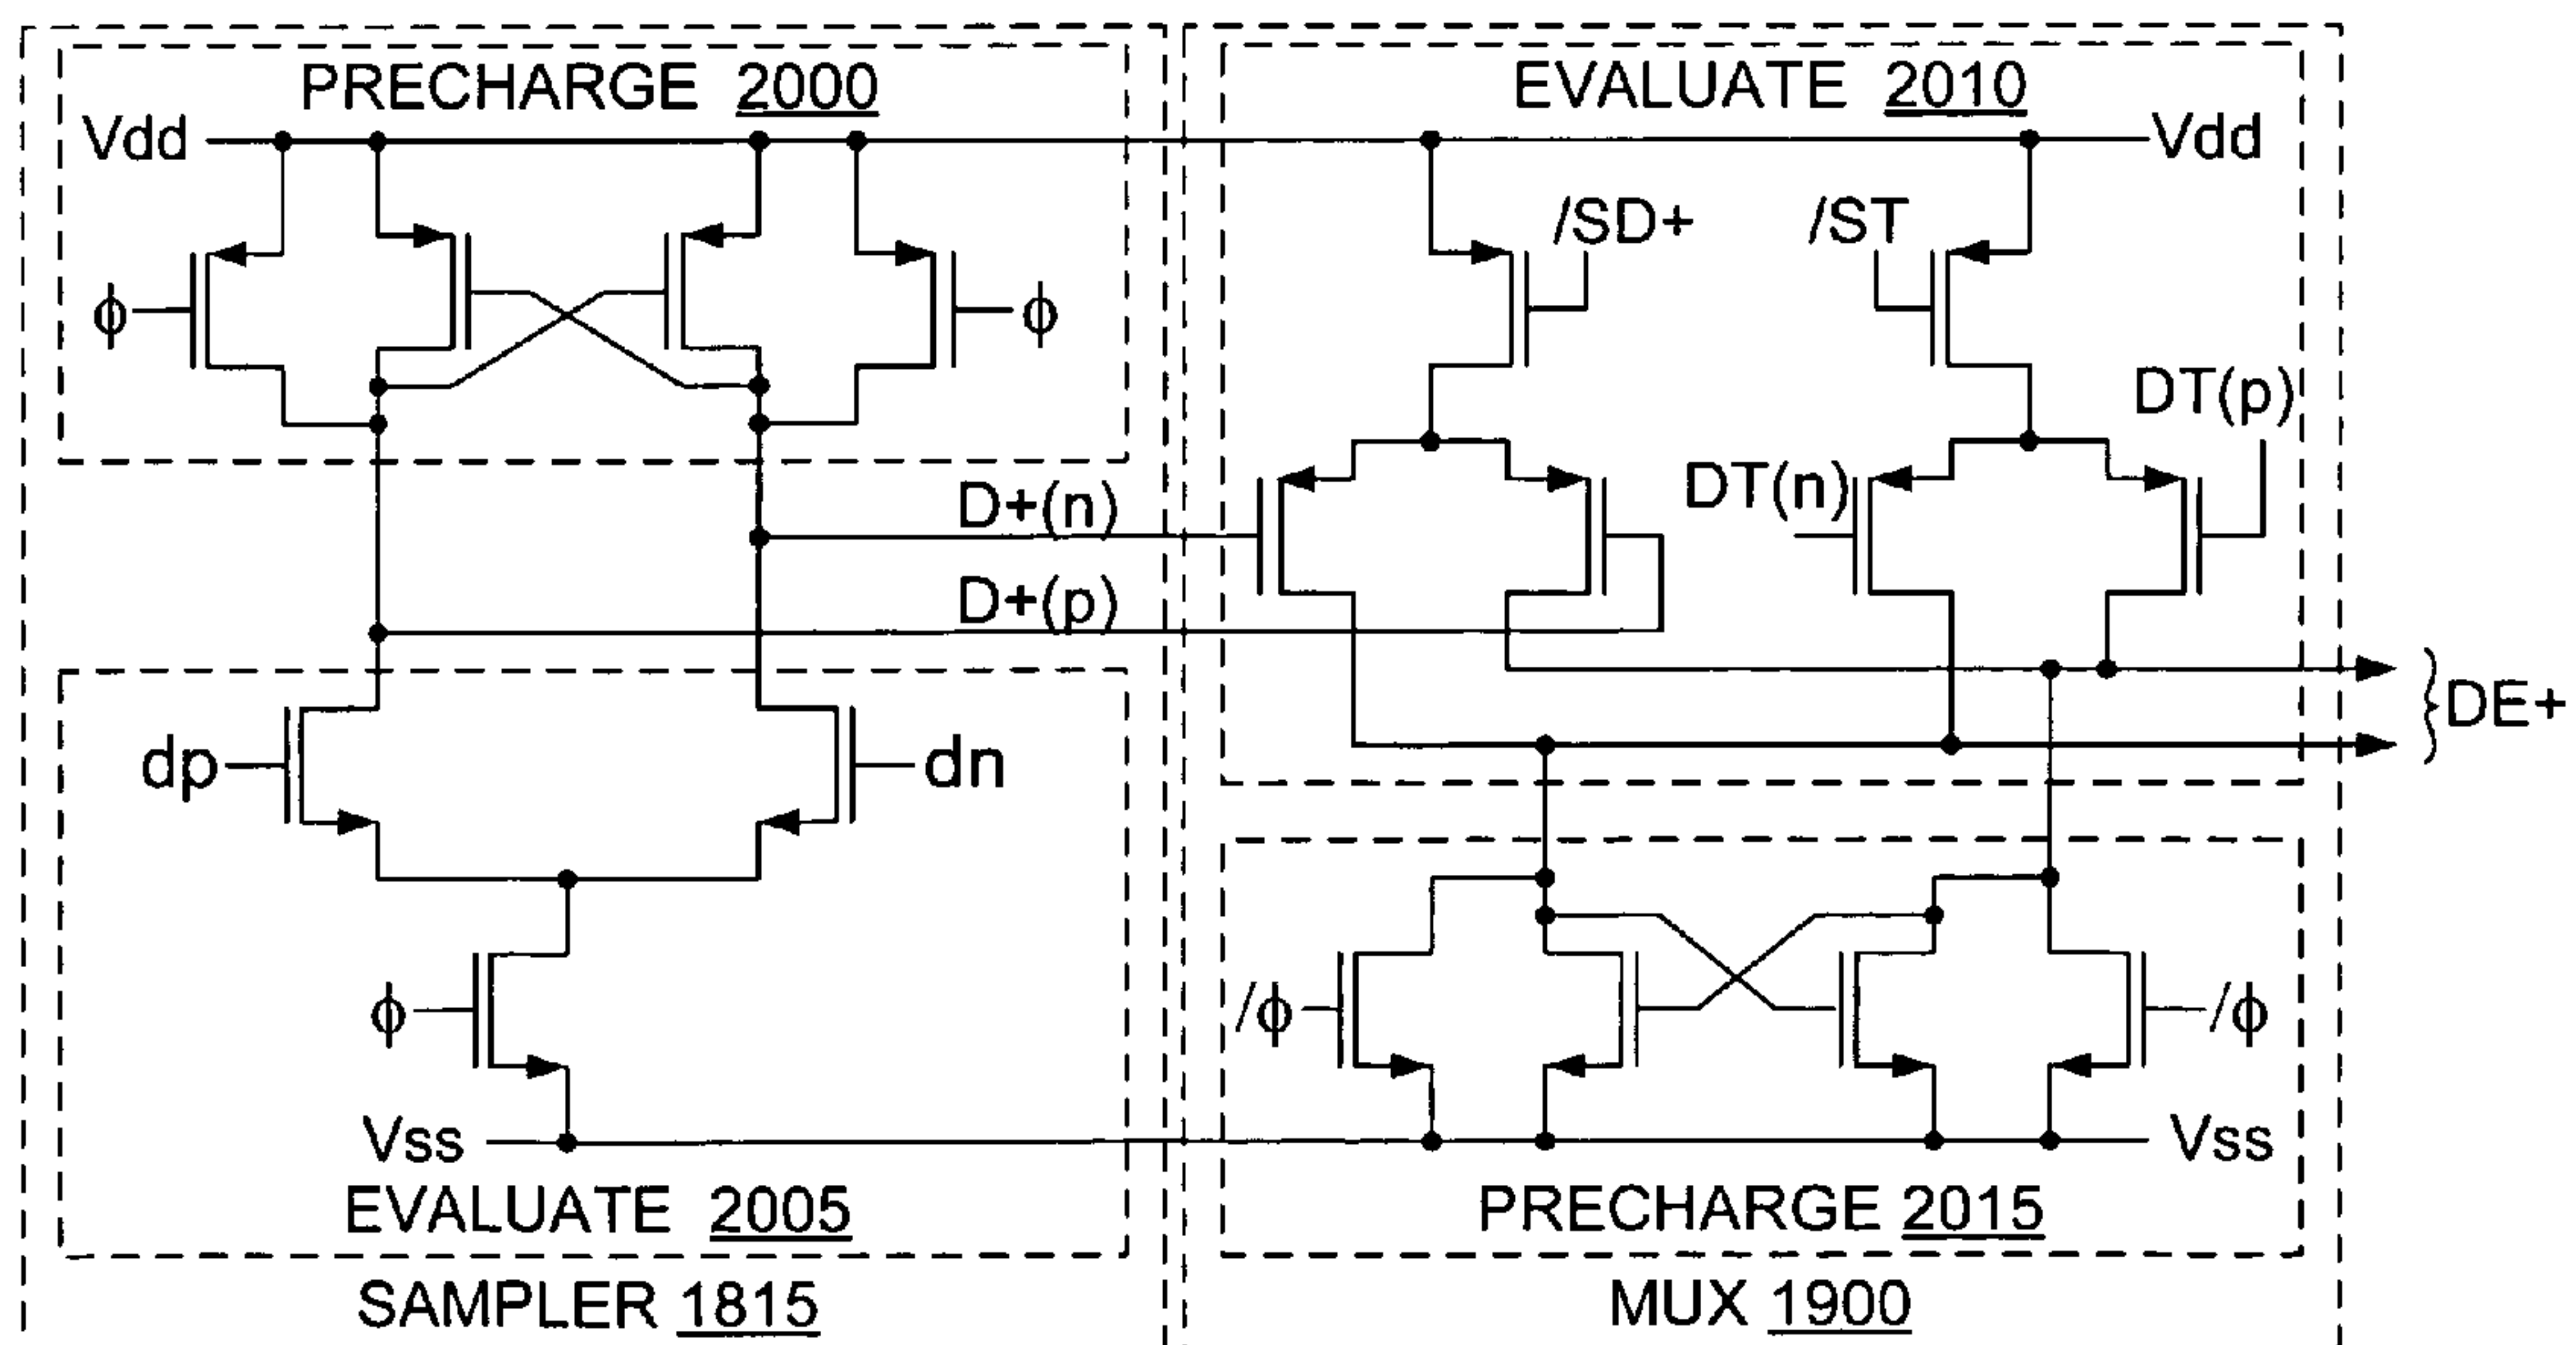 PRECHARGE 2000
EVALUATE 2010
Vdd
Vdd
/SD+
/ST
ϕ
ϕ
DT(p)
DT(n)
D+(n)
D+(p)
DE+
dp
dn
ϕ
/ϕ
/ϕ
Vss
Vss
EVALUATE 2005
PRECHARGE 2015
SAMPLER 1815
MUX 1900